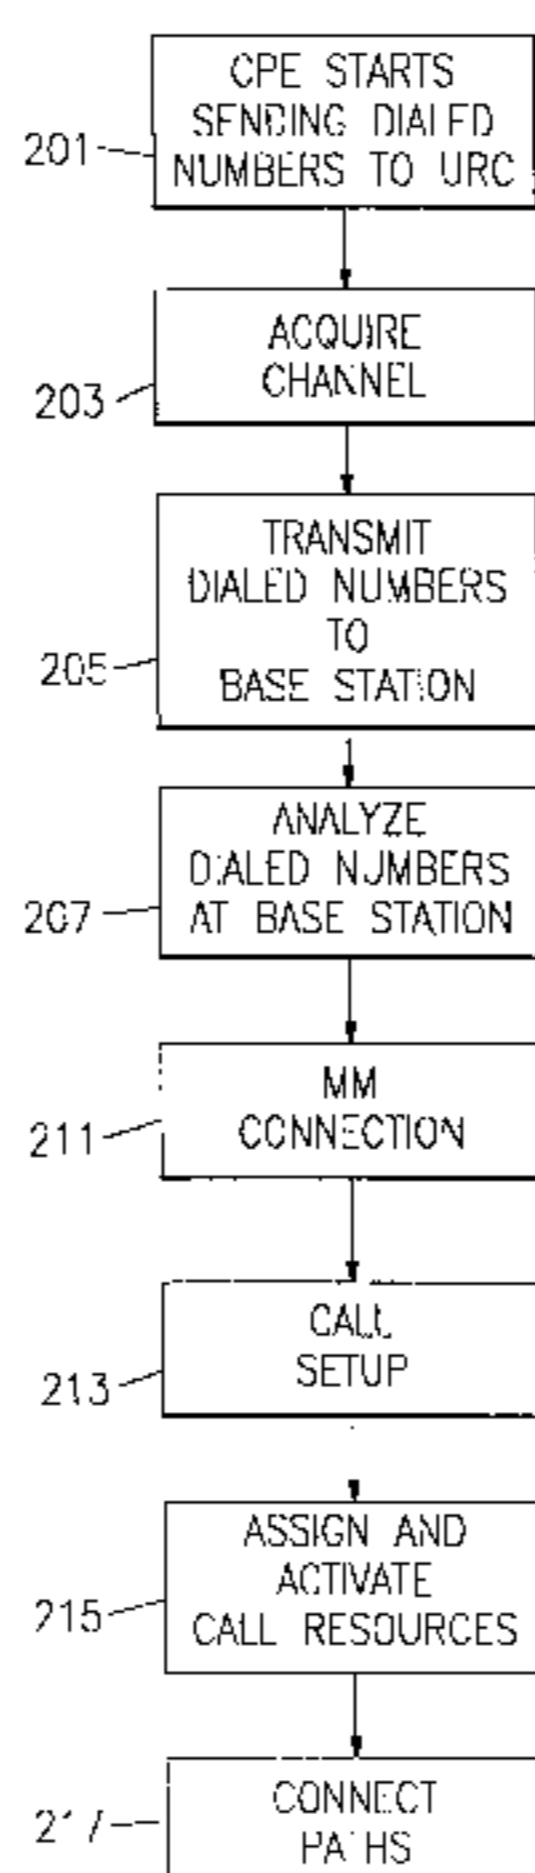 CPE STARTS
SENDING DIALED
NUMBERS TO URC
201
ACQUIRE
CHANNEL
203
TRANSMIT
DIALED NUMBERS
TO
BASE STATION
205
ANALYZE
DIALED NUMBERS
AT BASE STATION
207
MM
CONNECTION
211
CALL
SETUP
213
ASSIGN AND
ACTIVATE
CALL RESOURCES
215
CONNECT
PATHS
217